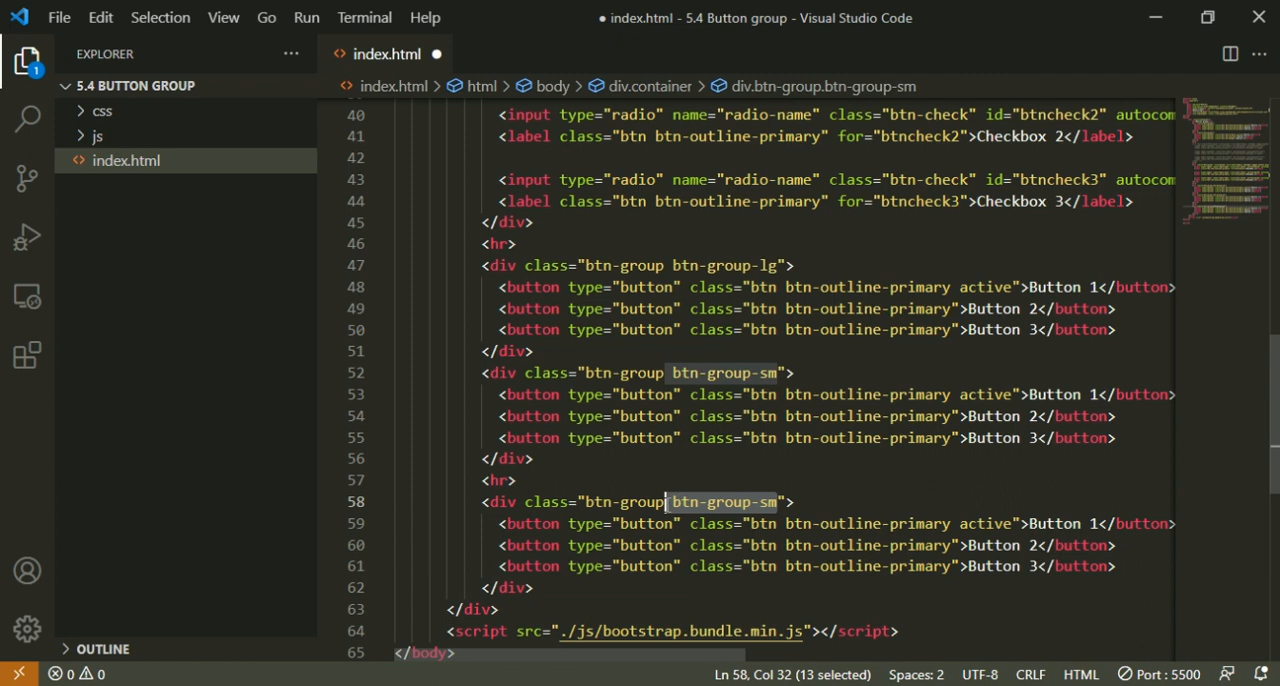 File Edit Selection View Go Run Terminal Help
● index.html - 5.4 Button group - Visual Studio Code
EXPLORER
index.html
1
5.4 BUTTON GROUP
index.html > html > body > div.container > div.btn-group.btn-group-sm
css
js
index.html
40 <input type="radio" name="radio-name" class="btn-check" id="btncheck2" autocom
41 <label class="btn btn-outline-primary" for="btncheck2">Checkbox 2</label>
42
43 <input type="radio" name="radio-name" class="btn-check" id="btncheck3" autocom
44 <label class="btn btn-outline-primary" for="btncheck3">Checkbox 3</label>
45 </div>
46 <hr>
47 <div class="btn-group btn-group-lg">
48 <button type="button" class="btn btn-outline-primary active">Button 1</button>
49 <button type="button" class="btn btn-outline-primary">Button 2</button>
50 <button type="button" class="btn btn-outline-primary">Button 3</button>
51 </div>
52 <div class="btn-group btn-group-sm">
53 <button type="button" class="btn btn-outline-primary active">Button 1</button>
54 <button type="button" class="btn btn-outline-primary">Button 2</button>
55 <button type="button" class="btn btn-outline-primary">Button 3</button>
56 </div>
57 <hr>
58 <div class="btn-group btn-group-sm">
59 <button type="button" class="btn btn-outline-primary active">Button 1</button>
60 <button type="button" class="btn btn-outline-primary">Button 2</button>
61 <button type="button" class="btn btn-outline-primary">Button 3</button>
62 </div>
63 </div>
64 <script src="./js/bootstrap.bundle.min.js"></script>
65 </body>
OUTLINE
0 0
Ln 58, Col 32 (13 selected) Spaces: 2 UTF-8 CRLF HTML Port : 5500